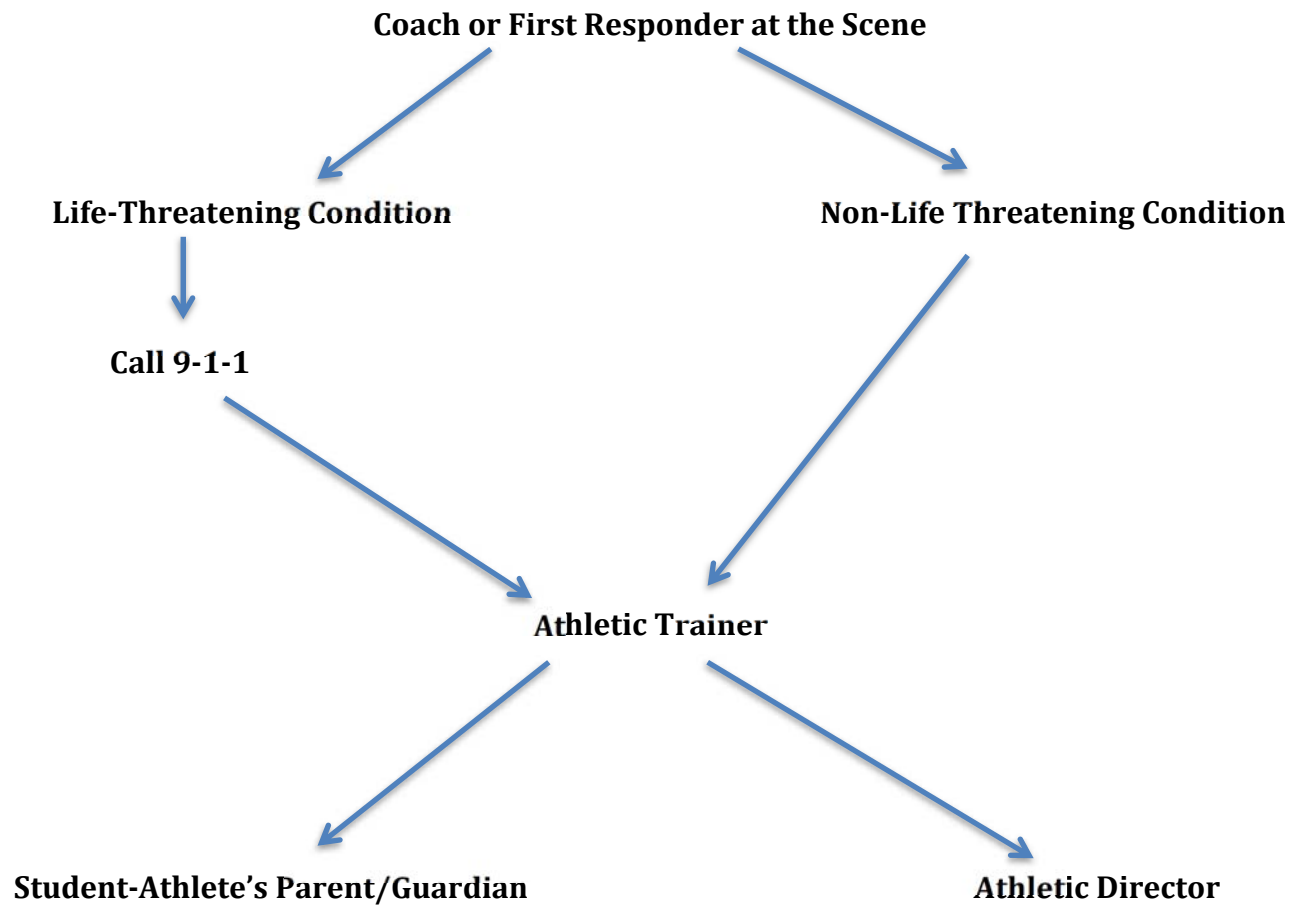 Coach or First Responder at the Scene
Life-Threatening Condition
Non-Life Threatening Condition
Call 9-1-1
Athletic Trainer
Student-Athlete’s Parent/Guardian
Athletic Director